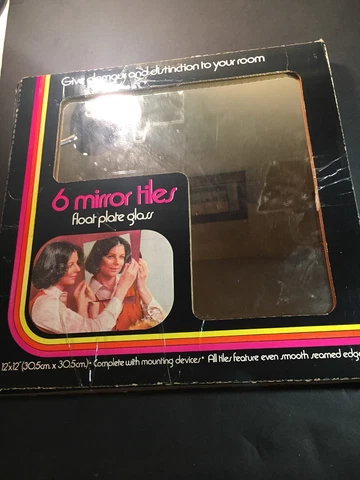 Give glamour and distinction to your room
6 mirror tiles
float plate glass
12"x12" (30.5cm. x 30.5cm.) • Complete with mounting devices • All tiles feature even smooth seamed edge